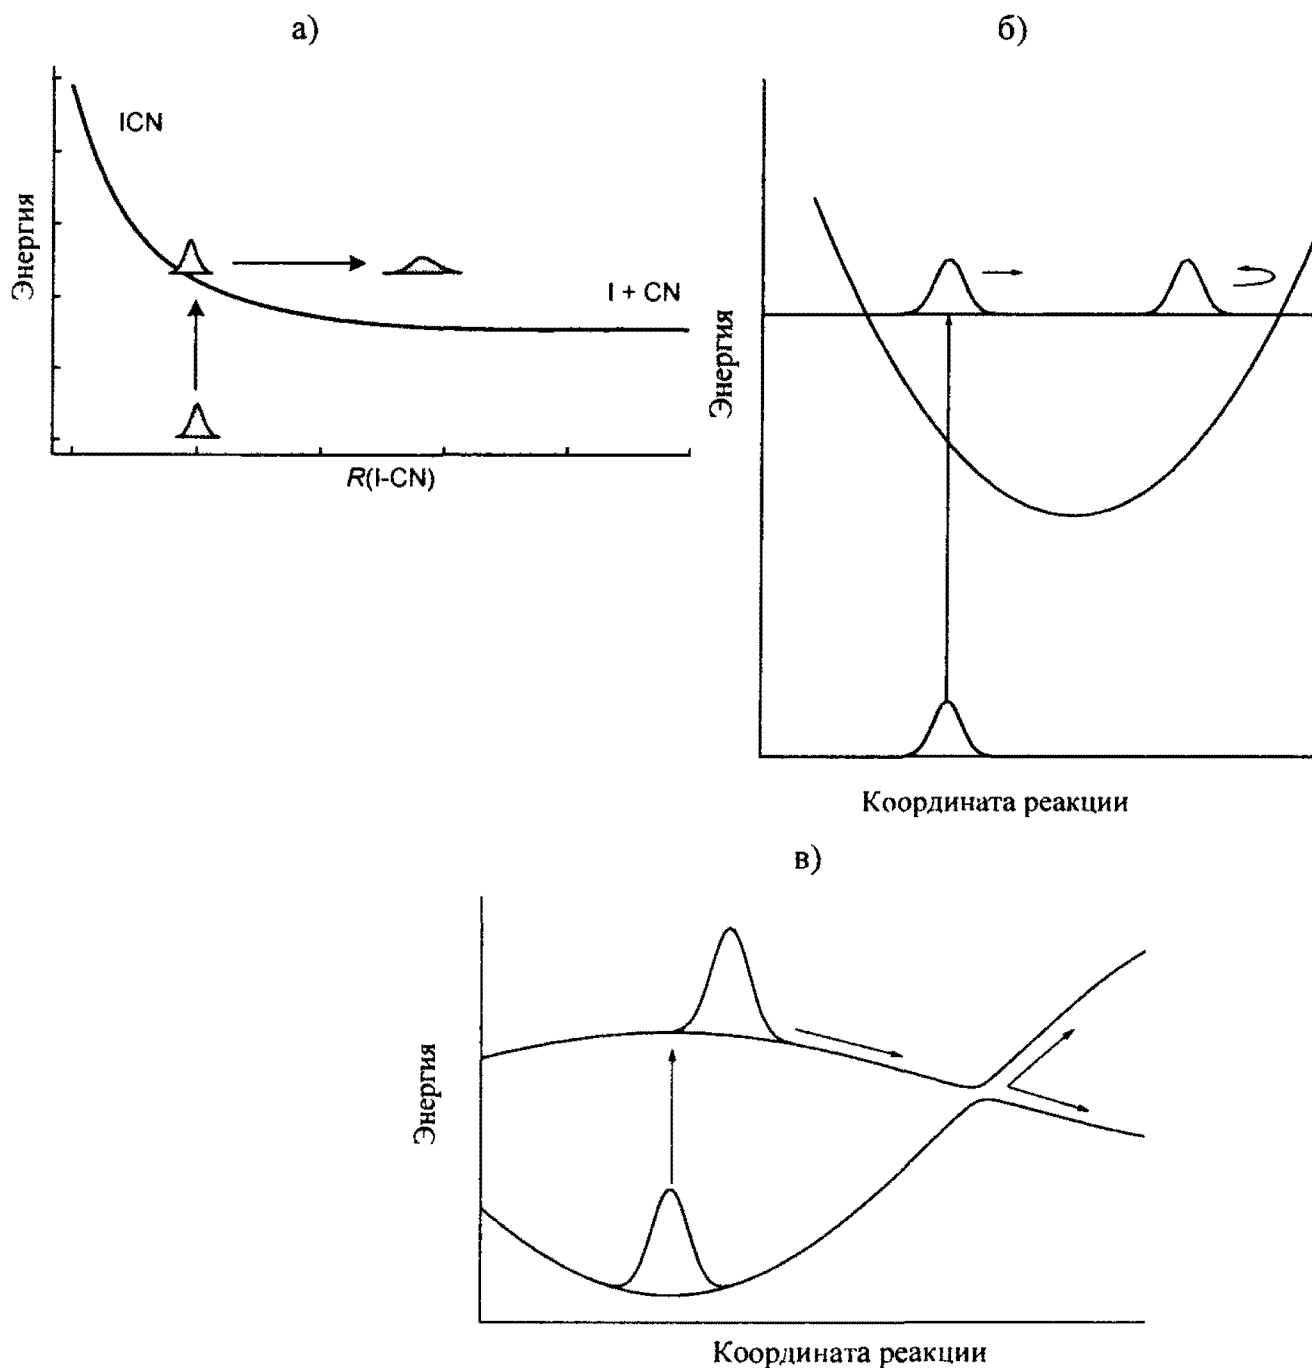 а)
Энергия
ICN
I + CN
R(I-CN)
б)
Энергия
Координата реакции
в)
Энергия
Координата реакции